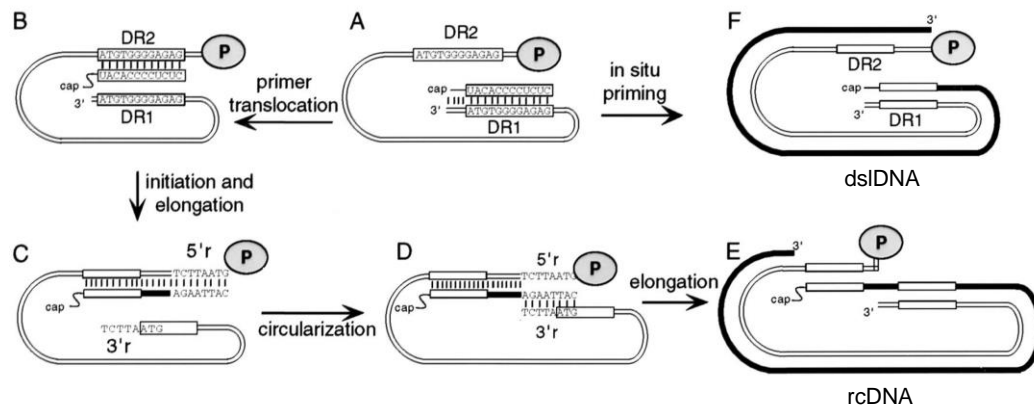 B
DR2
ATGTGGGGAGAG
P
cap
UACACCCCUCUC
3'
ATGTGGGGAGAG
DR1
primer
translocation
A
DR2
ATGTGGGGAGAG
P
cap
UACACCCCUCUC
3'
ATGTGGGGAGAG
DR1
in situ
priming
F
3'
P
DR2
cap
3'
DR1
dslDNA
initiation and
elongation
C
5'r
P
TCTTAATG
cap
AGAATTAC
TCTTAATG
3'r
circularization
D
5'r
P
TCTTAATG
cap
AGAATTAC
TCTTAATG
3'r
elongation
E
3'
P
cap
3'
rcDNA